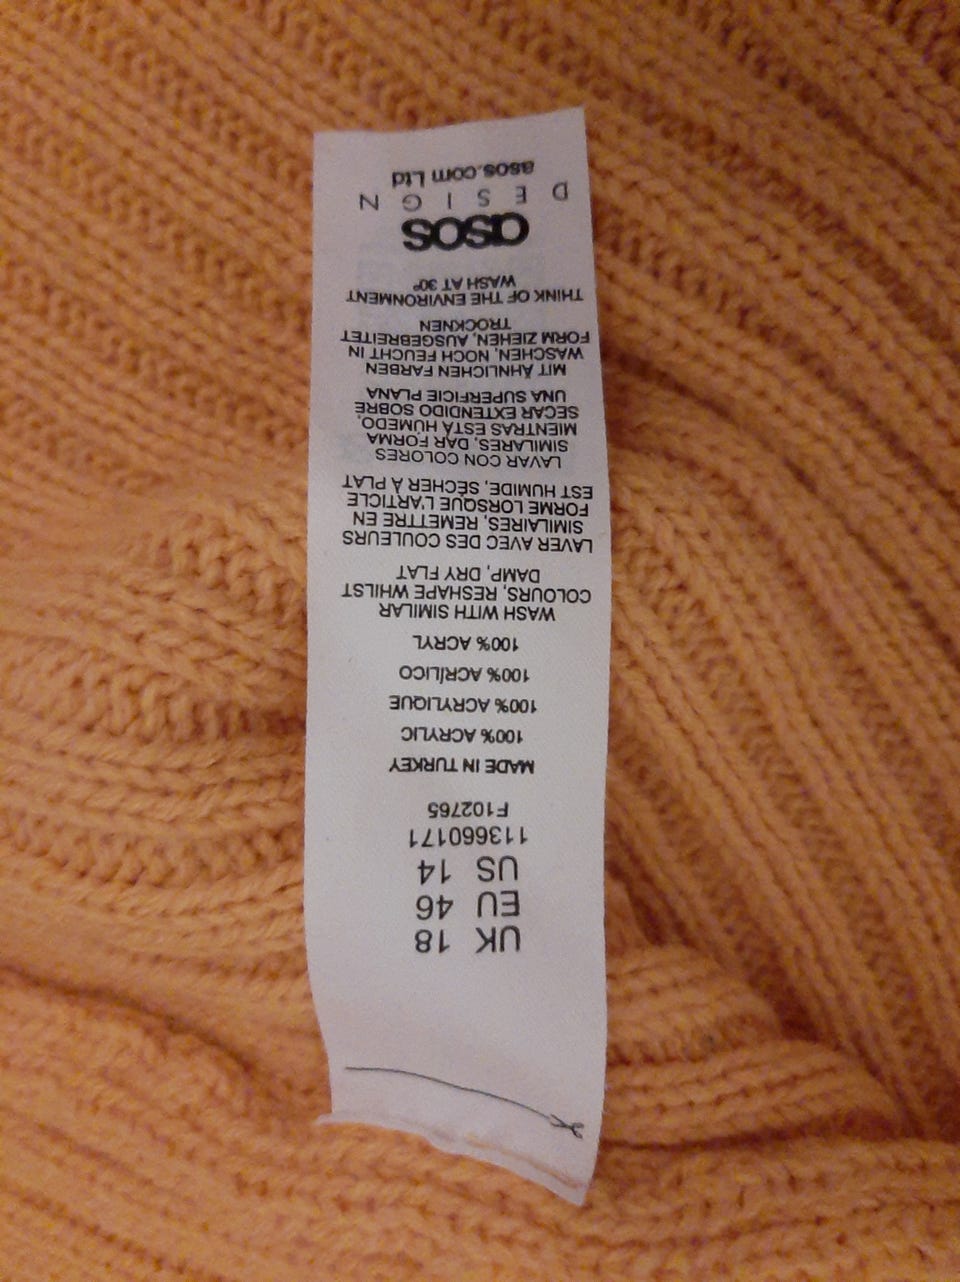 UK 18
EU 46
US 14
113660171
F102765
MADE IN TURKEY
100% ACRYLIC
100% ACRYLIQUE
100% ACRÍLICO
100% ACRYL
WASH WITH SIMILAR
COLOURS, RESHAPE WHILST
DAMP, DRY FLAT
LAVER AVEC DES COULEURS
SIMILAIRES, REMETTRE EN
FORME LORSQUE L'ARTICLE
EST HUMIDE, SÉCHER À PLAT
LAVAR CON COLORES
SIMILARES, DAR FORMA
MIENTRAS ESTÁ HÚMEDO,
SECAR EXTENDIDO SOBRE
UNA SUPERFICIE PLANA
MIT ÄHNLICHEN FARBEN
WASCHEN, NOCH FEUCHT IN
FORM ZIEHEN, AUSGEBREITET
TROCKNEN
THINK OF THE ENVIRONMENT
WASH AT 30º
asos
DESIGN
asos.com Ltd